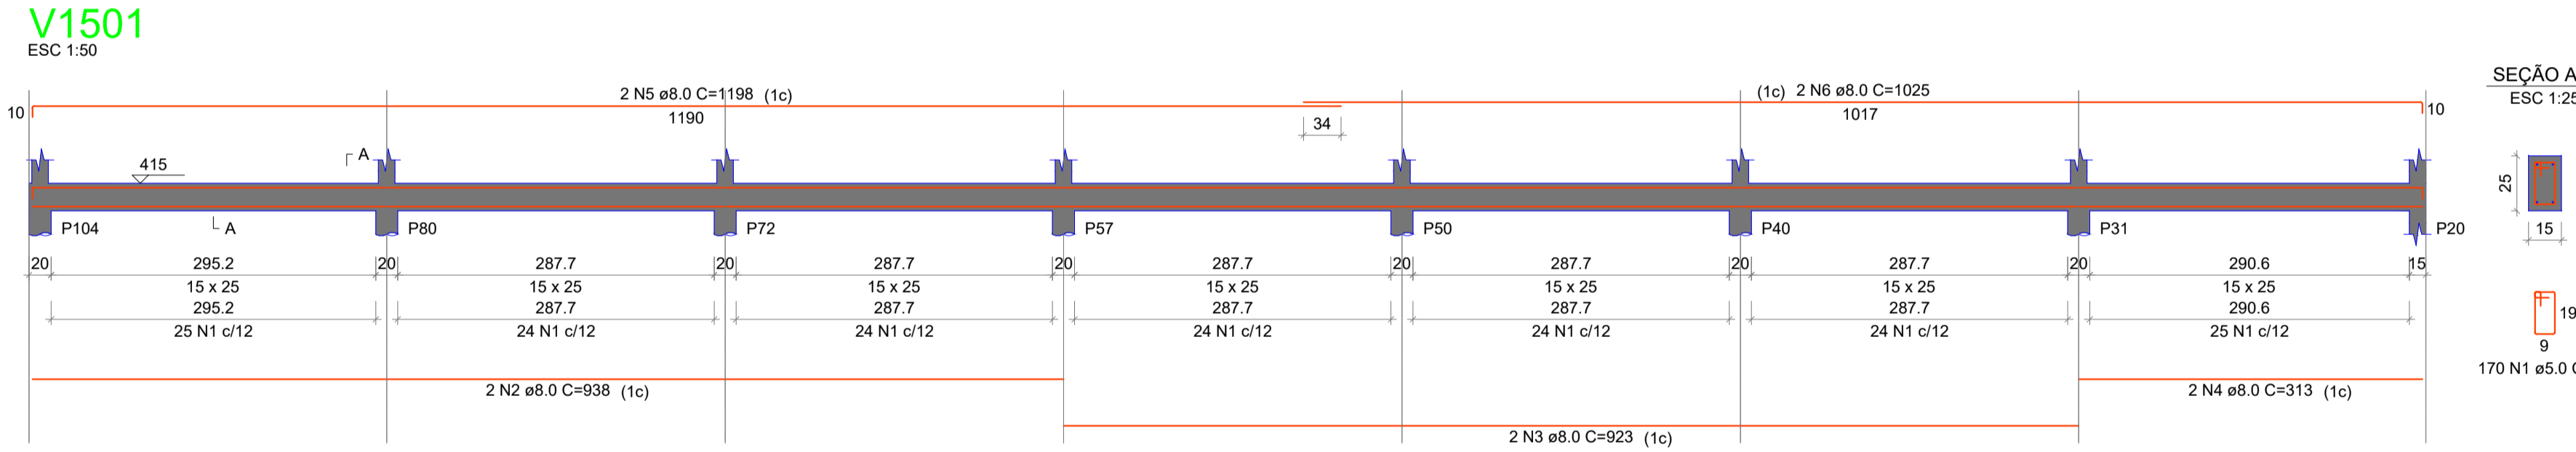 V1501
ESC 1:50
2 N5 ø8.0 C=1198 (1c)
(1c) 2 N6 ø8.0 C=1025
10
1190
34
1017
10
SEÇÃO A
ESC 1:25
415
A
A
P104
P80
P72
P57
P50
P40
P31
P20
25
15
20 295.2 20 287.7 20 287.7 20 287.7 20 287.7 20 287.7 20 290.6 15
15 x 25 15 x 25 15 x 25 15 x 25 15 x 25 15 x 25 15 x 25
295.2 287.7 287.7 287.7 287.7 287.7 290.6
25 N1 c/12 24 N1 c/12 24 N1 c/12 24 N1 c/12 24 N1 c/12 24 N1 c/12 25 N1 c/12
19
9
170 N1 ø5.0
2 N2 ø8.0 C=938 (1c)
2 N4 ø8.0 C=313 (1c)
2 N3 ø8.0 C=923 (1c)